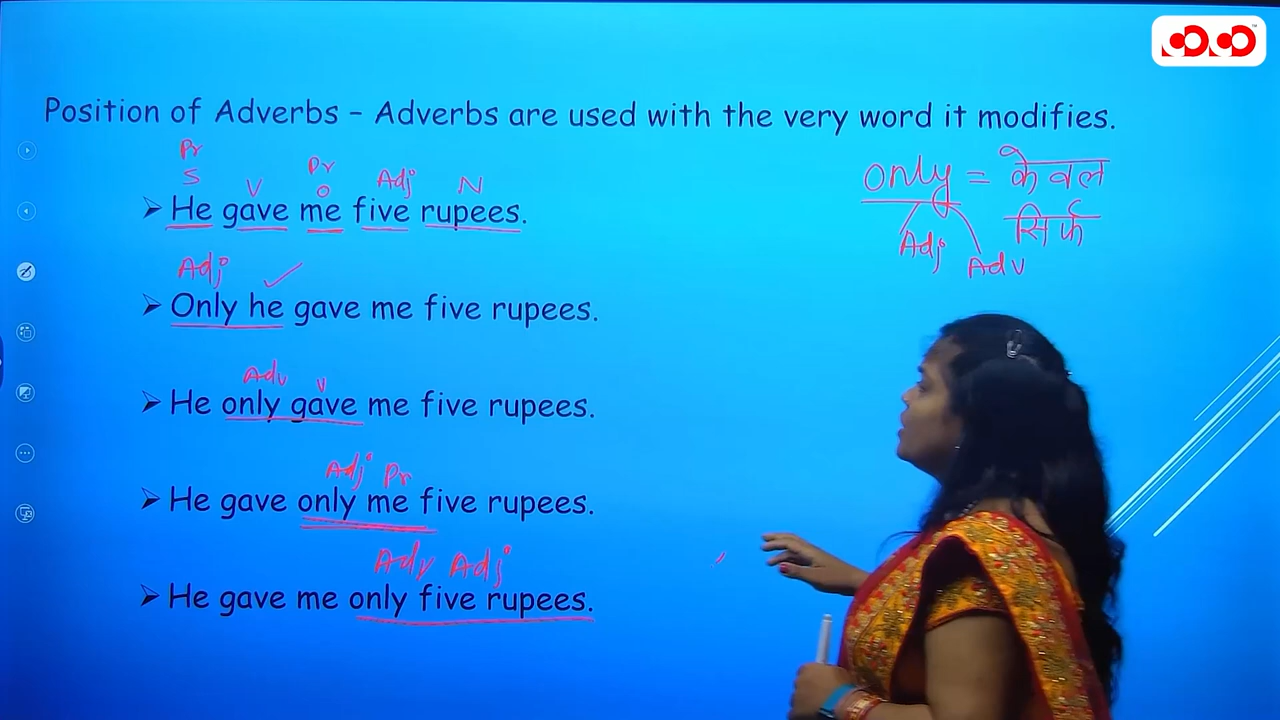 Position of Adverbs – Adverbs are used with the very word it modifies.
Pr Pr
S V O Adj N
He gave me five rupees.
only = केवल
सिर्फ
Adj Adv
Adj ✓
Only he gave me five rupees.
Adv V
He only gave me five rupees.
Adj Pr
He gave only me five rupees.
Adv Adj
He gave me only five rupees.